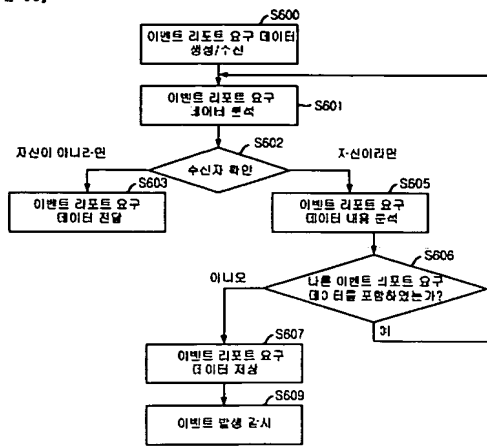 S600
이벤트 리포트 요구 데이터
생성/수신
이벤트 리포트 요구
데이터 분석
S601
S602
자신이 아니라면
수신자 확인
자신이라면
S603
이벤트 리포트 요구
데이터 전달
S605
이벤트 리포트 요구
데이터 내용 분석
S606
아니오
다른 이벤트 리포트 요구
데이터를 포함하였는가?
예
S607
이벤트 리포트 요구
데이터 저장
S609
이벤트 발생 감시